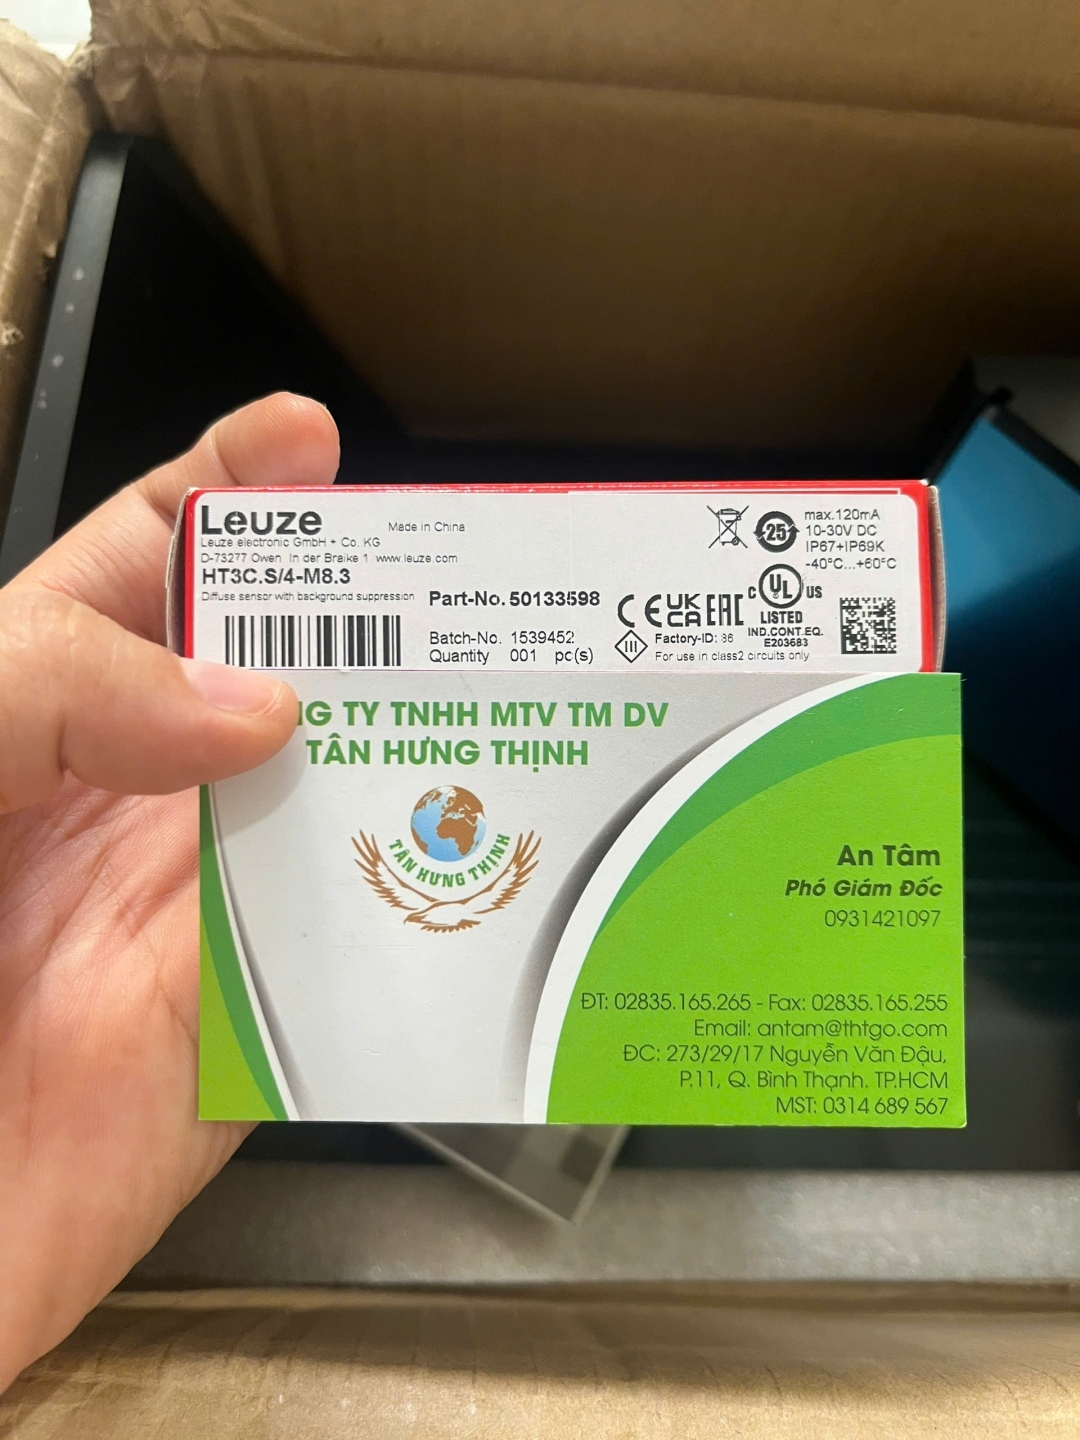 Leuze
Made in China
Leuze electronic GmbH + Co. KG
D-73277 Owen In der Braike 1 www.leuze.com
HT3C.S/4-M8.3
Diffuse sensor with background suppression
Part-No. 50133598
Batch-No. 1539452
Quantity 001 pc(s)
25
max.120mA
10-30V DC
IP67+IP69K
-40°C...+60°C
CE UK CA EAC
C UL US
LISTED
IND.CONT.EQ.
E203683
III
Factory-ID: 36
For use in class2 circuits only
TY TNHH MTV TM DV
TÂN HƯNG THỊNH
TÂN HƯNG THỊNH
An Tâm
Phó Giám Đốc
0931421097
ĐT: 02835.165.265 - Fax: 02835.165.255
Email: antam@thtgo.com
ĐC: 273/29/17 Nguyễn Văn Đậu,
P.11, Q. Bình Thạnh. TP.HCM
MST: 0314 689 567